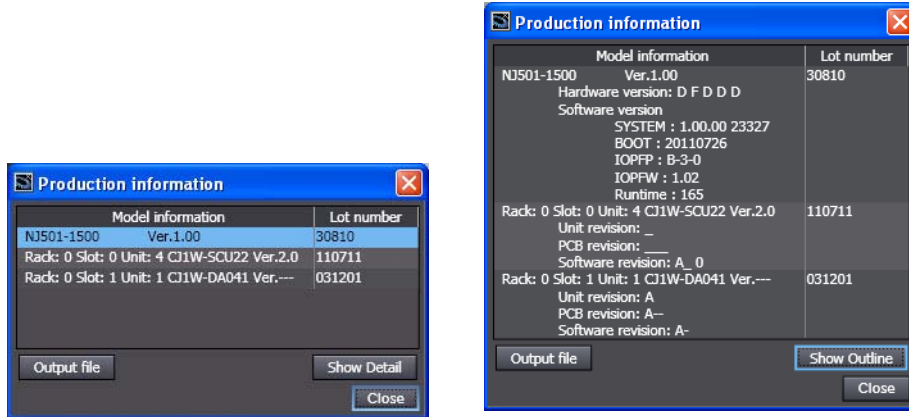 Production information
Model information Lot number
NJ501-1500 Ver.1.00 30810
Rack: 0 Slot: 0 Unit: 4 CJ1W-SCU22 Ver.2.0 110711
Rack: 0 Slot: 1 Unit: 1 CJ1W-DA041 Ver.--- 031201
Output file Show Detail
Close
Production information
Model information Lot number
NJ501-1500 Ver.1.00 30810
Hardware version: D F D D D
Software version
SYSTEM : 1.00.00 23327
BOOT : 20110726
IOPFP : B-3-0
IOPFW : 1.02
Runtime : 165
Rack: 0 Slot: 0 Unit: 4 CJ1W-SCU22 Ver.2.0 110711
Unit revision: _
PCB revision: ___
Software revision: A_ 0
Rack: 0 Slot: 1 Unit: 1 CJ1W-DA041 Ver.--- 031201
Unit revision: A
PCB revision: A--
Software revision: A-
Output file Show Outline
Close